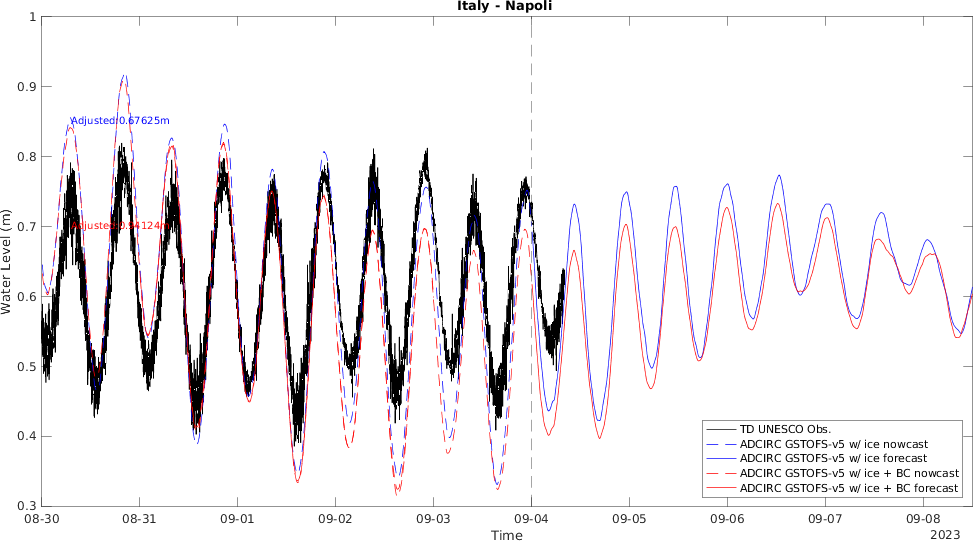 Italy - Napoli
Water Level (m)
1
0.9
0.8
0.7
0.6
0.5
0.4
0.3
Adjusted:0.67625m
TD UNESCO Obs.
ADCIRC GSTOFS-v5 w/ ice nowcast
ADCIRC GSTOFS-v5 w/ ice forecast
ADCIRC GSTOFS-v5 w/ ice + BC nowcast
ADCIRC GSTOFS-v5 w/ ice + BC forecast
08-30
08-31
09-01
09-02
09-03
09-04
09-05
09-06
09-07
09-08
Time
2023